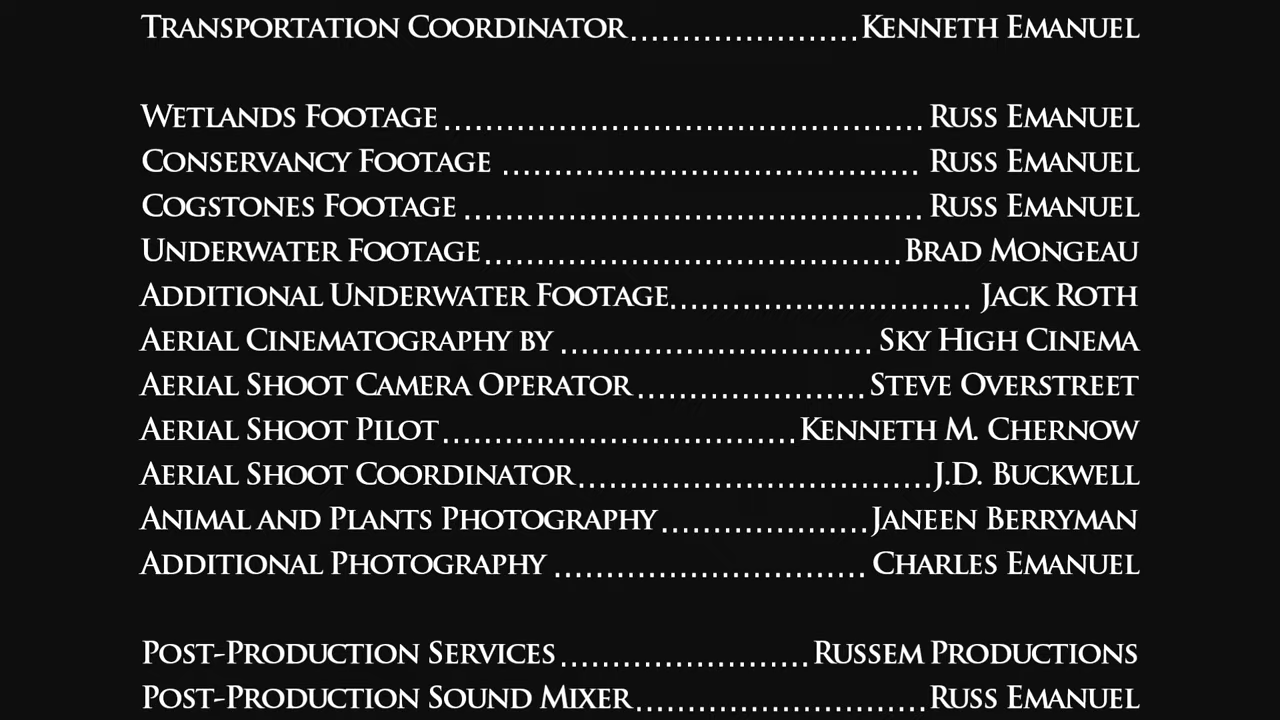 Transportation Coordinator.....................Kenneth Emanuel
Wetlands Footage ............................................... Russ Emanuel
Conservancy Footage ......................................... Russ Emanuel
Cogstones Footage ............................................. Russ Emanuel
Underwater Footage.........................................Brad Mongeau
Additional Underwater Footage............................. Jack Roth
Aerial Cinematography by .............................. Sky High Cinema
Aerial Shoot Camera Operator......................Steve Overstreet
Aerial Shoot Pilot..................................Kenneth M. Chernow
Aerial Shoot Coordinator..................................J.D. Buckwell
Animal and Plants Photography....................Janeen Berryman
Additional Photography .............................. Charles Emanuel
Post-Production Services........................Russem Productions
Post-Production Sound Mixer............................Russ Emanuel